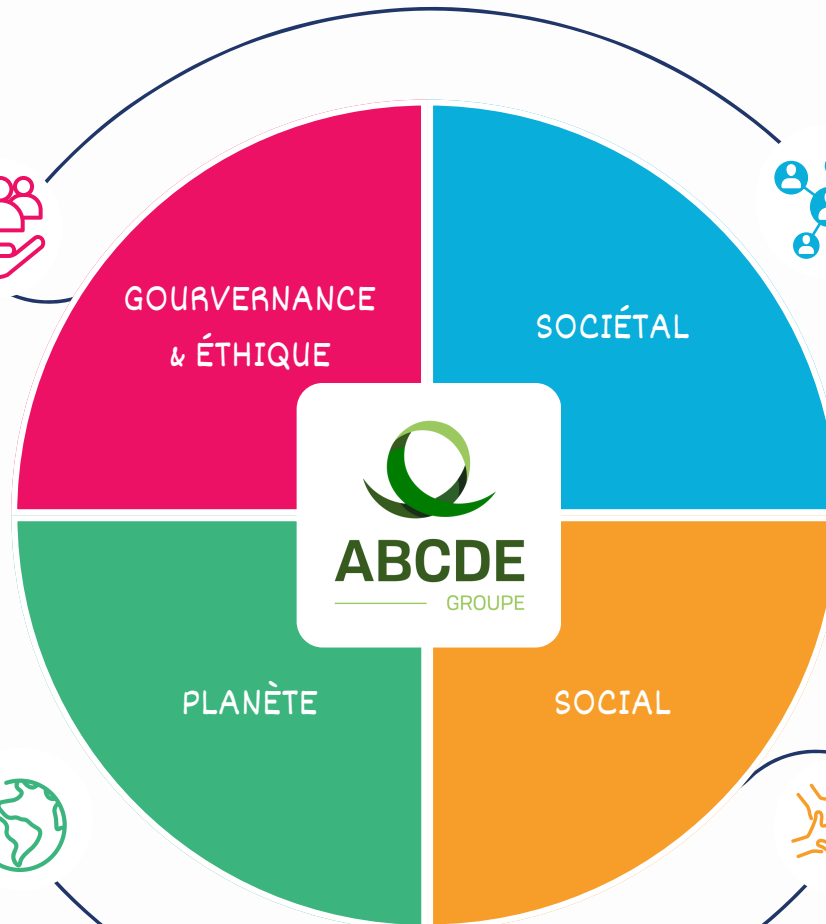 GOURVERNANCE
& ÉTHIQUE
SOCIÉTAL
ABCDE
GROUPE
PLANÈTE
SOCIAL